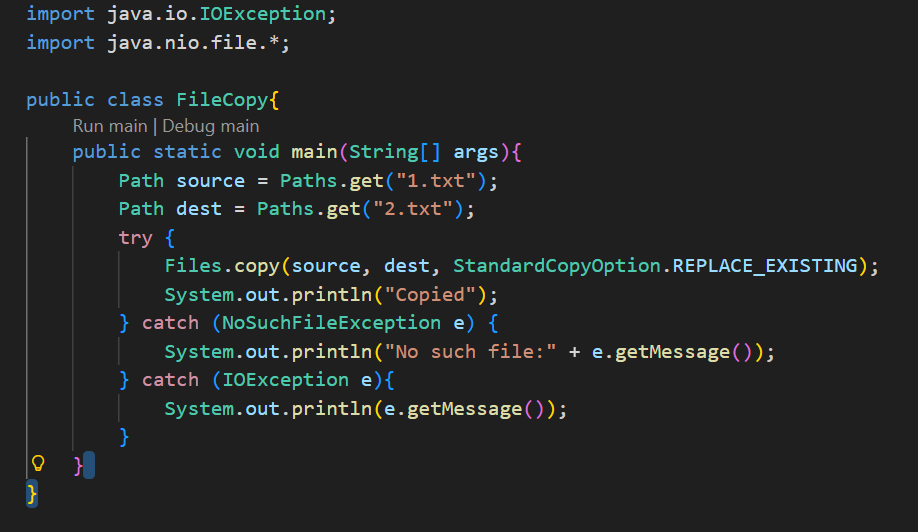 import java.io.IOException;
import java.nio.file.*;

public class FileCopy{
    Run main | Debug main
    public static void main(String[] args){
        Path source = Paths.get("1.txt");
        Path dest = Paths.get("2.txt");
        try {
            Files.copy(source, dest, StandardCopyOption.REPLACE_EXISTING);
            System.out.println("Copied");
        } catch (NoSuchFileException e) {
            System.out.println("No such file:" + e.getMessage());
        } catch (IOException e){
            System.out.println(e.getMessage());
        }
    }
}